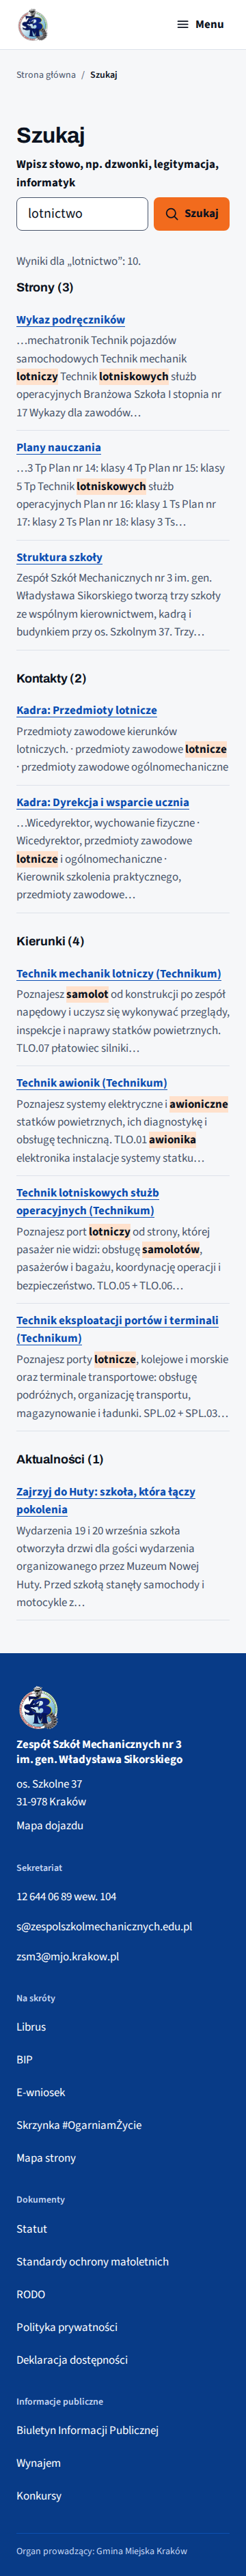 Menu
Strona główna / Szukaj
Szukaj
Wpisz słowo, np. dzwonki, legitymacja,
informatyk
lotnictwo
Szukaj
Wyniki dla „lotnictwo”: 10.
Strony (3)
Wykaz podręczników
…mechatronik Technik pojazdów
samochodowych Technik mechanik
lotniczy Technik lotniskowych służb
operacyjnych Branżowa Szkoła I stopnia nr
17 Wykazy dla zawodów…
Plany nauczania
…3 Tp Plan nr 14: klasy 4 Tp Plan nr 15: klasy
5 Tp Technik lotniskowych służb
operacyjnych Plan nr 16: klasy 1 Ts Plan nr
17: klasy 2 Ts Plan nr 18: klasy 3 Ts…
Struktura szkoły
Zespół Szkół Mechanicznych nr 3 im. gen.
Władysława Sikorskiego tworzą trzy szkoły
ze wspólnym kierownictwem, kadrą i
budynkiem przy os. Szkolnym 37. Trzy…
Kontakty (2)
Kadra: Przedmioty lotnicze
Przedmioty zawodowe kierunków
lotniczych. · przedmioty zawodowe lotnicze
· przedmioty zawodowe ogólnomechaniczne
Kadra: Dyrekcja i wsparcie ucznia
…Wicedyrektor, wychowanie fizyczne ·
Wicedyrektor, przedmioty zawodowe
lotnicze i ogólnomechaniczne ·
Kierownik szkolenia praktycznego,
przedmioty zawodowe…
Kierunki (4)
Technik mechanik lotniczy (Technikum)
Poznajesz samolot od konstrukcji po zespół
napędowy i uczysz się wykonywać przeglądy,
inspekcje i naprawy statków powietrznych.
TLO.07 płatowiec silniki…
Technik awionik (Technikum)
Poznajesz systemy elektryczne i awioniczne
statków powietrznych, ich diagnostykę i
obsługę techniczną. TLO.01 awionika
elektronika instalacje systemy statku…
Technik lotniskowych służb
operacyjnych (Technikum)
Poznajesz port lotniczy od strony, której
pasażer nie widzi: obsługę samolotów,
pasażerów i bagażu, koordynację operacji i
bezpieczeństwo. TLO.05 + TLO.06…
Technik eksploatacji portów i terminali
(Technikum)
Poznajesz porty lotnicze, kolejowe i morskie
oraz terminale transportowe: obsługę
podróżnych, organizację transportu,
magazynowanie i ładunki. SPL.02 + SPL.03…
Aktualności (1)
Zajrzyj do Huty: szkoła, która łączy
pokolenia
Wydarzenia 19 i 20 września szkoła
otworzyła drzwi dla gości wydarzenia
organizowanego przez Muzeum Nowej
Huty. Przed szkołą stanęły samochody i
motocykle z…
Zespół Szkół Mechanicznych nr 3
im. gen. Władysława Sikorskiego
os. Szkolne 37
31-978 Kraków
Mapa dojazdu
Sekretariat
12 644 06 89 wew. 104
s@zespolszkolmechanicznych.edu.pl
zsm3@mjo.krakow.pl
Na skróty
Librus
BIP
E-wniosek
Skrzynka #OgarniamŻycie
Mapa strony
Dokumenty
Statut
Standardy ochrony małoletnich
RODO
Polityka prywatności
Deklaracja dostępności
Informacje publiczne
Biuletyn Informacji Publicznej
Wynajem
Konkursy
Organ prowadzący: Gmina Miejska Kraków